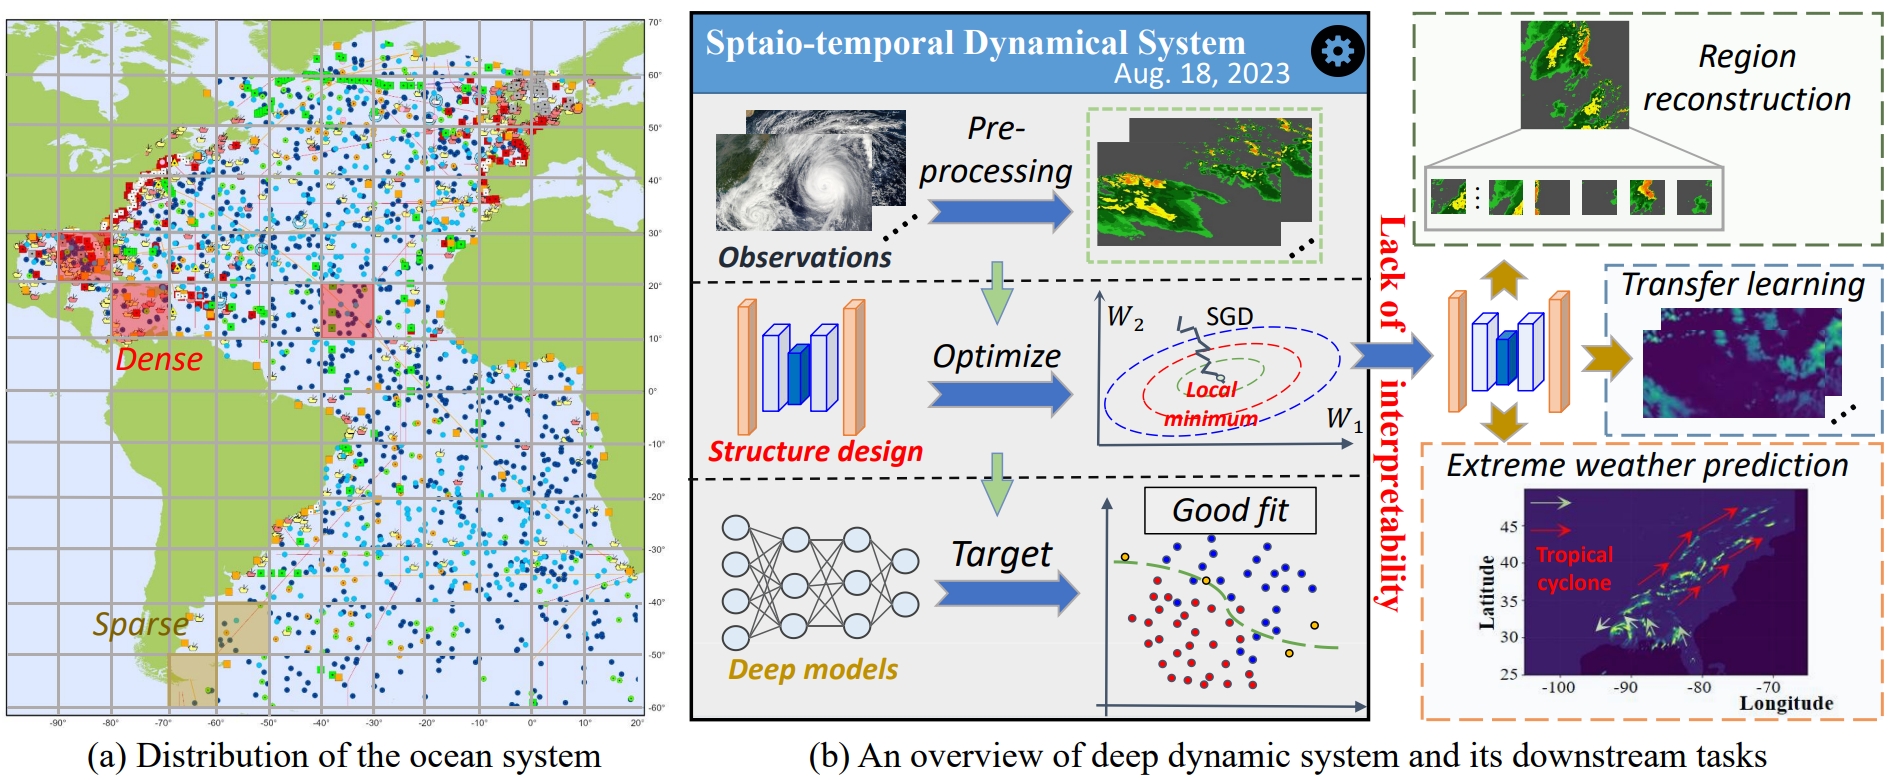 70°
60°
50°
40°
30°
20°
10°
0°
-10°
-20°
-30°
-40°
-50°
-60°
-90°
-80°
-70°
-60°
-50°
-40°
-30°
-20°
-10°
0°
10°
20°
Dense
Sparse
(a) Distribution of the ocean system
Sptaio-temporal Dynamical System
Aug. 18, 2023
Observations
Pre-
processing
Structure design
Optimize
W2
SGD
Local
minimum
W1
Deep models
Target
Good fit
Lack of interpretability
Region
reconstruction
Transfer learning
Extreme weather prediction
Tropical
cyclone
Latitude
45
40
35
30
25
-100
-90
-80
-70
Longitude
(b) An overview of deep dynamic system and its downstream tasks